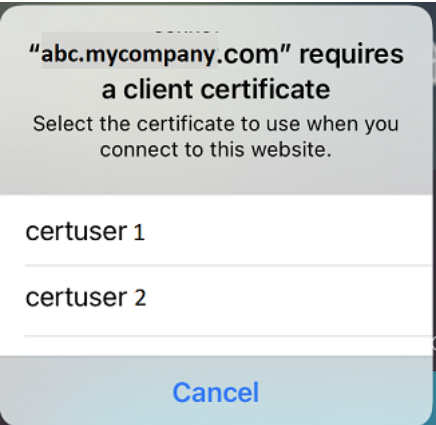 “abc.mycompany.com” requires
a client certificate
Select the certificate to use when you
connect to this website.
certuser 1
certuser 2
Cancel